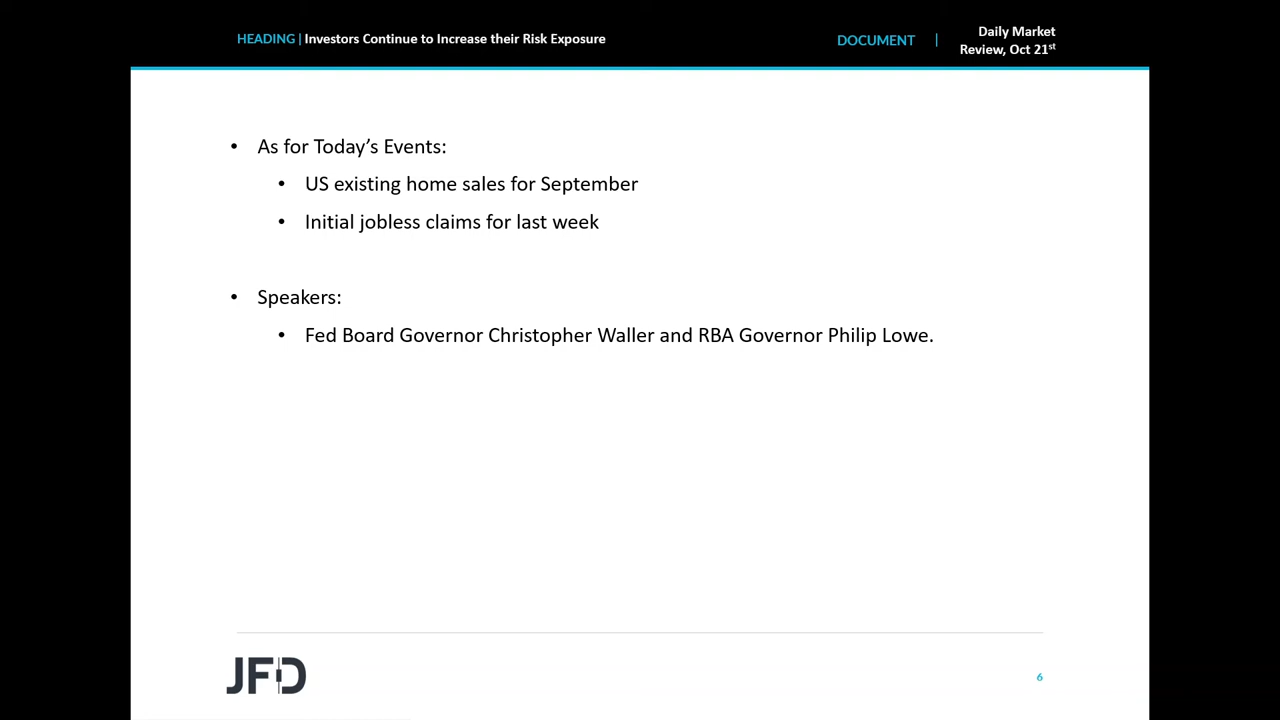 HEADING | Investors Continue to Increase their Risk Exposure
DOCUMENT |
Daily Market
Review, Oct 21st
• As for Today’s Events:
• US existing home sales for September
• Initial jobless claims for last week
• Speakers:
• Fed Board Governor Christopher Waller and RBA Governor Philip Lowe.
JFD
6